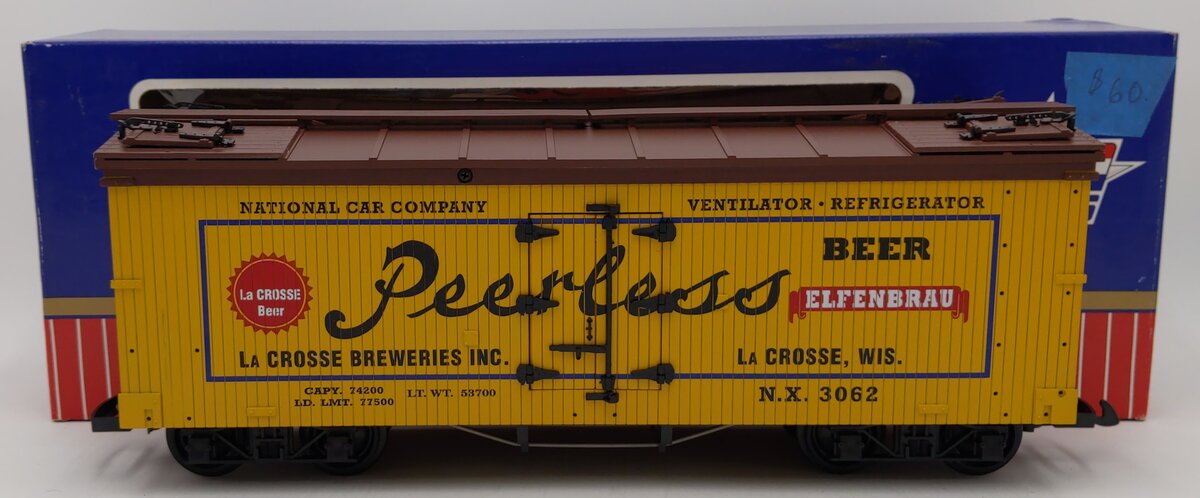 $60.
NATIONAL CAR COMPANY
VENTILATOR · REFRIGERATOR
La CROSSE
Beer
Peerless
BEER
ELFENBRAU
LA CROSSE BREWERIES INC.
LA CROSSE, WIS.
CAPY. 74200
LD. LMT. 77500
LT. WT. 53700
N.X. 3062